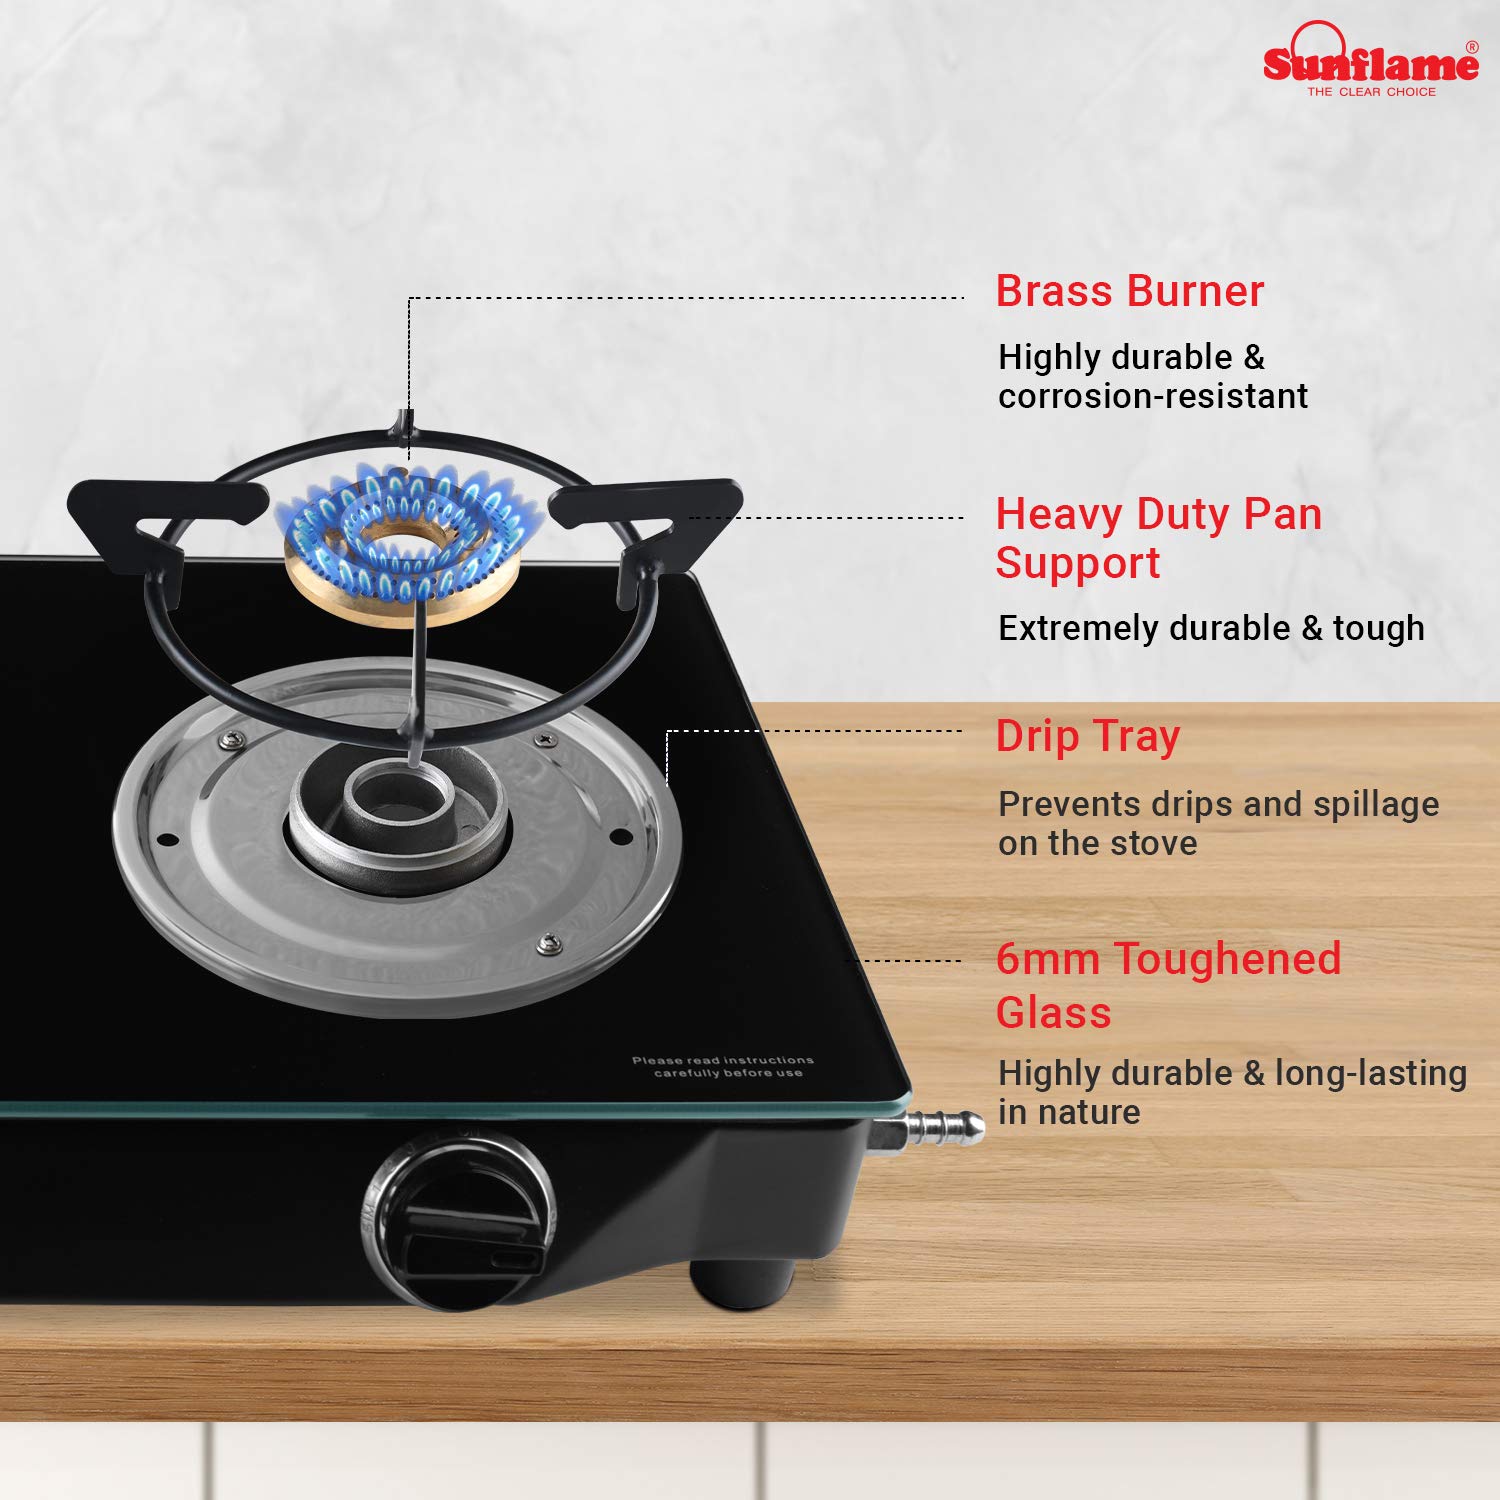 Sunflame®
THE CLEAR CHOICE
Brass Burner
Highly durable &
corrosion-resistant
Heavy Duty Pan
Support
Extremely durable & tough
Drip Tray
Prevents drips and spillage
on the stove
6mm Toughened
Glass
Highly durable & long-lasting
in nature
Please read instructions
carefully before use
SIM